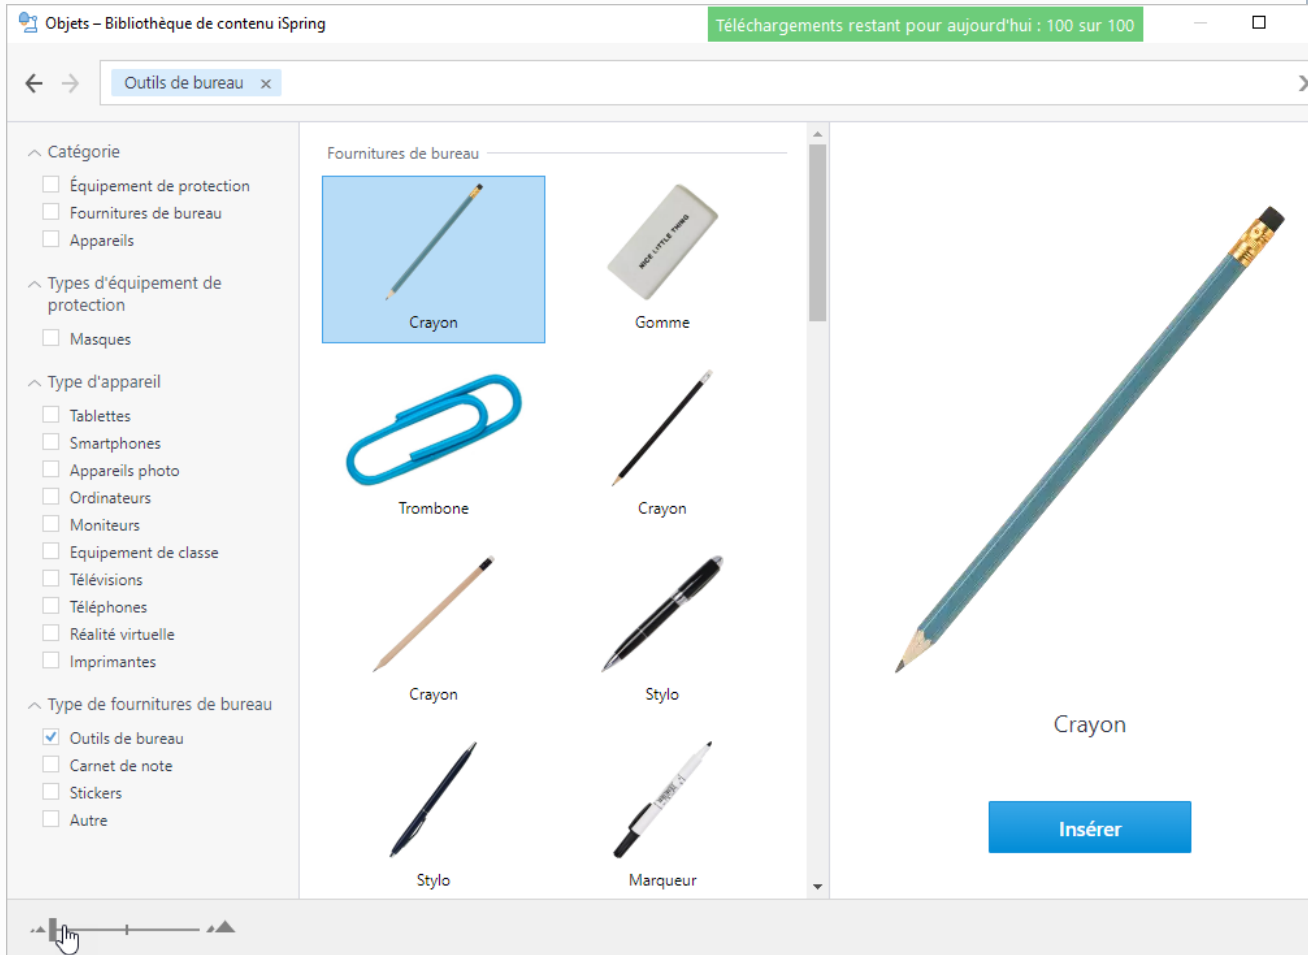 Objets – Bibliothèque de contenu iSpring
Téléchargements restant pour aujourd'hui : 100 sur 100
Outils de bureau
Catégorie
Équipement de protection
Fournitures de bureau
Appareils
Types d'équipement de
protection
Masques
Type d'appareil
Tablettes
Smartphones
Appareils photo
Ordinateurs
Moniteurs
Equipement de classe
Télévisions
Téléphones
Réalité virtuelle
Imprimantes
Type de fournitures de bureau
Outils de bureau
Carnet de note
Stickers
Autre
Fournitures de bureau
Crayon
NICE LITTLE THING
Gomme
Trombone
Crayon
Crayon
Stylo
Stylo
Marqueur
Crayon
Insérer